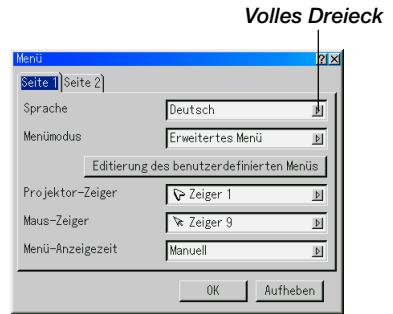 Volles Dreieck
Menü
Seite 1 Seite 2
Sprache Deutsch
Menümodus Erweitertes Menü
Editierung des benutzerdefinierten Menüs
Projektor-Zeiger Zeiger 1
Maus-Zeiger Zeiger 9
Menü-Anzeigezeit Manuell
OK Aufheben